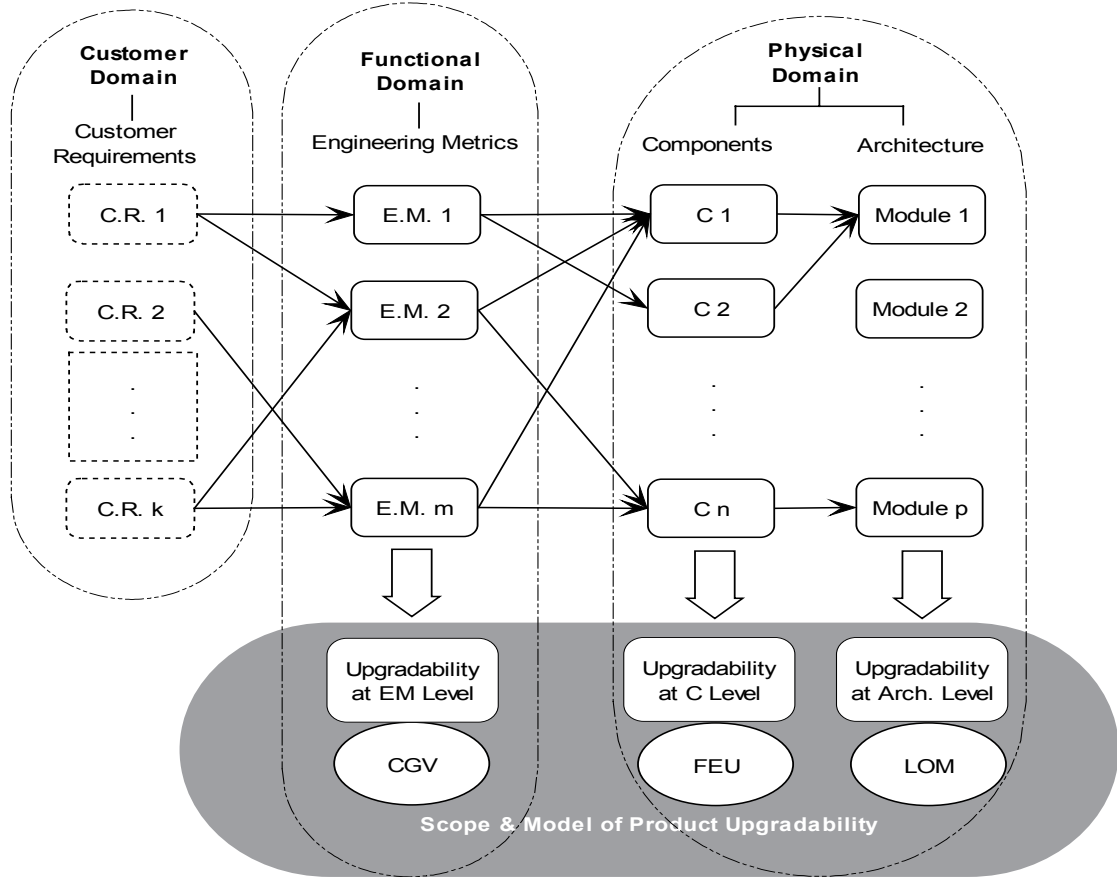 Customer
Domain
Customer
Requirements
C.R. 1
C.R. 2
.
.
.
C.R. k
Functional
Domain
Engineering Metrics
E.M. 1
E.M. 2
.
.
.
E.M. m
Physical
Domain
Components
Architecture
C 1
Module 1
C 2
Module 2
.
.
.
.
.
.
C n
Module p
Upgradability
at EM Level
CGV
Upgradability
at C Level
FEU
Upgradability
at Arch. Level
LOM
Scope & Model of Product Upgradability